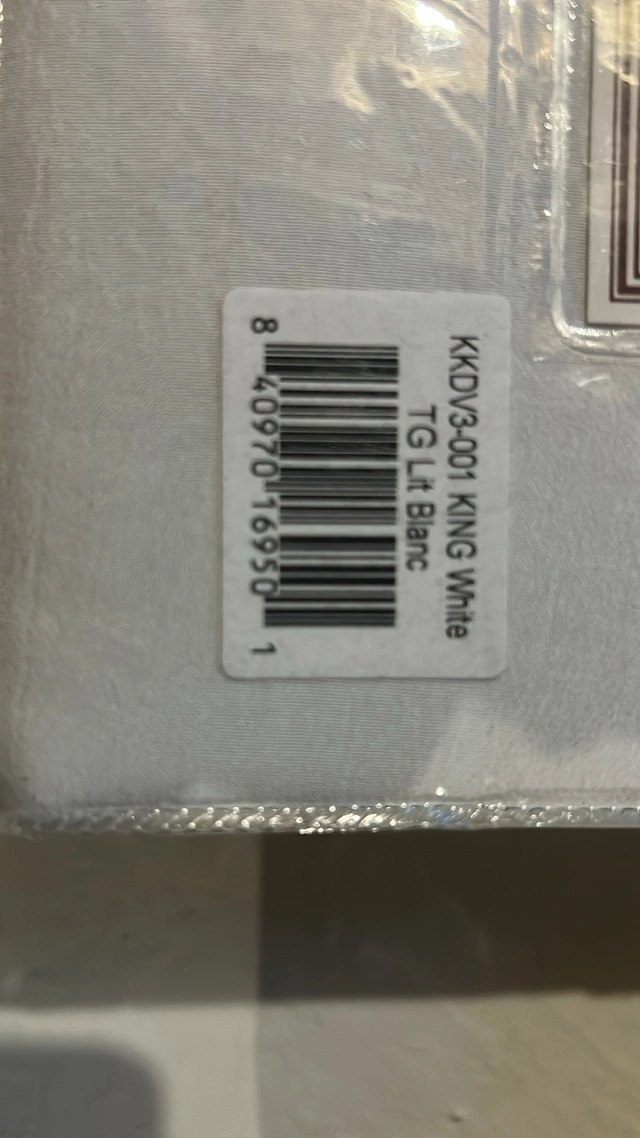 KKDV3-001 KING White
TG Lit Blanc
8 40970 16950 1